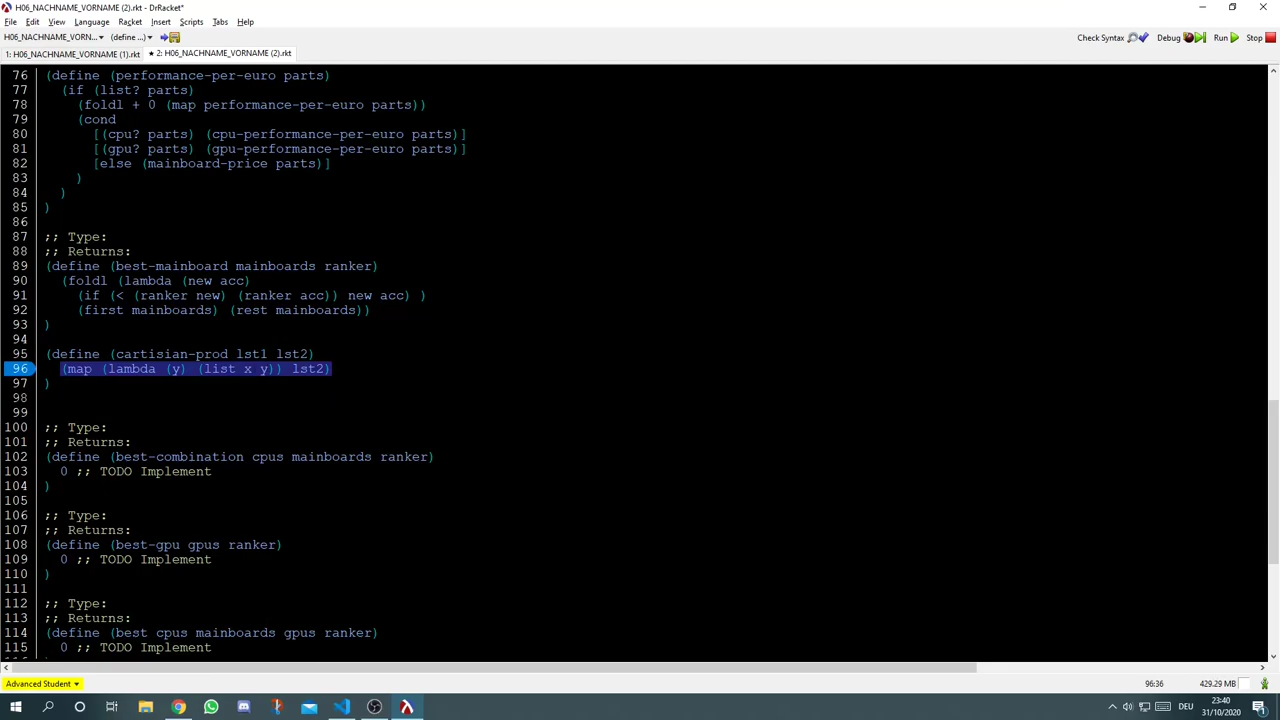 H06_NACHNAME_VORNAME (2).rkt - DrRacket*
File Edit View Language Racket Insert Scripts Tabs Help
H06_NACHNAME_VORN... (define ...) Check Syntax Debug Run Stop
1: H06_NACHNAME_VORNAME (1).rkt ★ 2: H06_NACHNAME_VORNAME (2).rkt
76 (define (performance-per-euro parts)
77 (if (list? parts)
78 (foldl + 0 (map performance-per-euro parts))
79 (cond
80 [(cpu? parts) (cpu-performance-per-euro parts)]
81 [(gpu? parts) (gpu-performance-per-euro parts)]
82 [else (mainboard-price parts)]
83 )
84 )
85 )
86
87 ;; Type:
88 ;; Returns:
89 (define (best-mainboard mainboards ranker)
90 (foldl (lambda (new acc)
91 (if (< (ranker new) (ranker acc)) new acc) )
92 (first mainboards) (rest mainboards))
93 )
94
95 (define (cartisian-prod lst1 lst2)
96 (map (lambda (y) (list x y)) lst2)
97 )
98
99
100 ;; Type:
101 ;; Returns:
102 (define (best-combination cpus mainboards ranker)
103 0 ;; TODO Implement
104 )
105
106 ;; Type:
107 ;; Returns:
108 (define (best-gpu gpus ranker)
109 0 ;; TODO Implement
110 )
111
112 ;; Type:
113 ;; Returns:
114 (define (best cpus mainboards gpus ranker)
115 0 ;; TODO Implement
Advanced Student 96:36 429.29 MB
DEU 23:40
31/10/2020